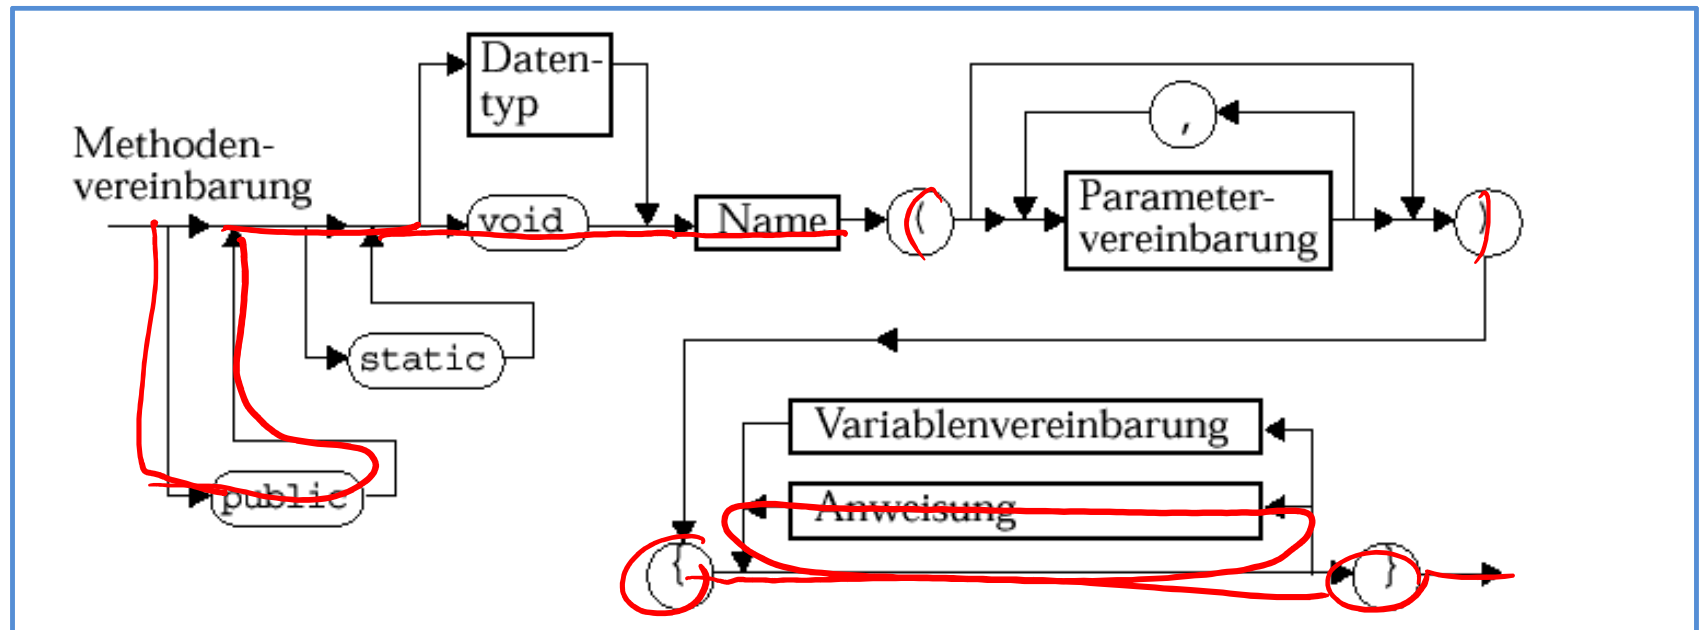 Daten-
typ
Methoden-
vereinbarung
void
Name
(
,
Parameter-
vereinbarung
)
static
public
Variablenvereinbarung
Anweisung
{
}